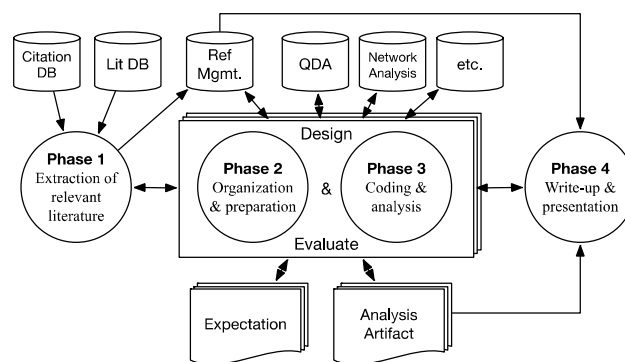 Citation
DB
Lit DB
Ref
Mgmt.
QDA
Network
Analysis
etc.
Design
Phase 1
Extraction of
relevant
literature
Phase 2
Organization
& preparation
&
Phase 3
Coding &
analysis
Phase 4
Write-up &
presentation
Evaluate
Expectation
Analysis
Artifact